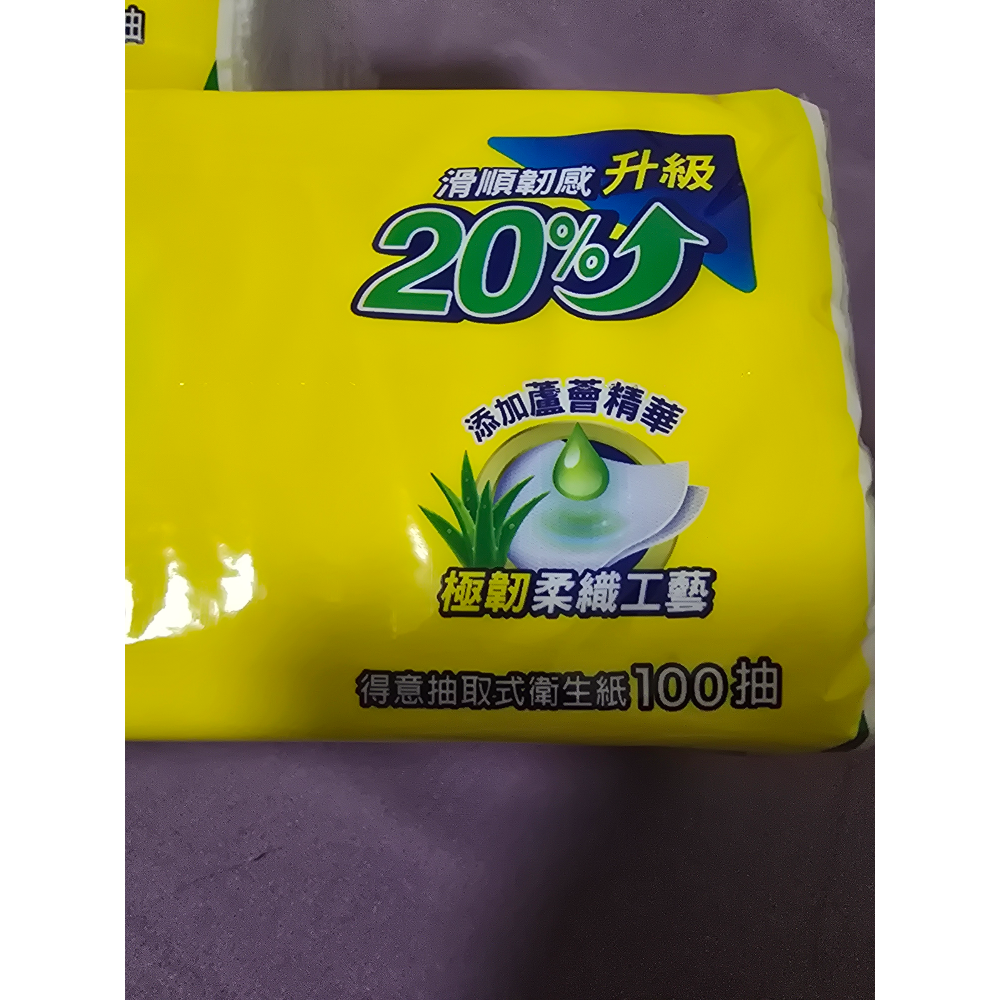 抽
滑順韌感升級
20%
添加蘆薈精華
極韌柔織工藝
得意抽取式衛生紙100抽